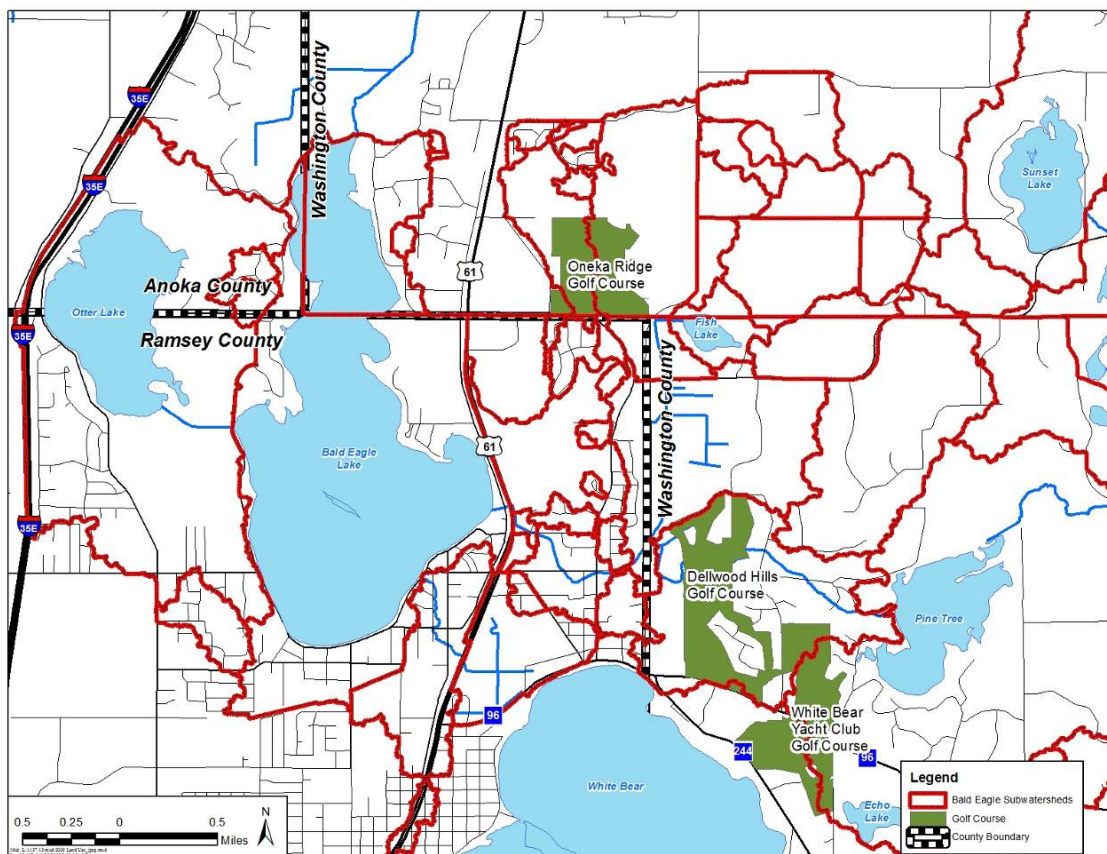 35E
Washington County
35E
Sunset
Lake
61
Oneka Ridge
Golf Course
Anoka County
Otter Lake
Ramsey County
35E
Fish
Lake
Washington County
61
Bald Eagle
Lake
35E
Dellwood Hills
Golf Course
Pine Tree
96
White Bear
Yacht Club
Golf Course
244
96
White Bear
Echo
Lake
Legend
Bald Eagle Subwatersheds
Golf Course
County Boundary
N
0.5 0.25 0 0.5
Miles